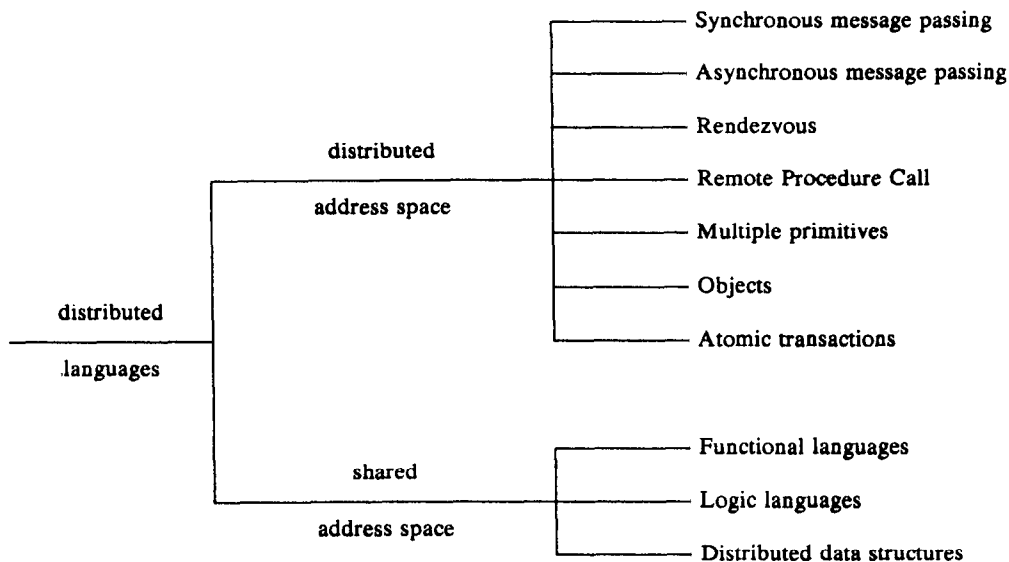 Synchronous message passing
Asynchronous message passing
Rendezvous
distributed
address space
Remote Procedure Call
Multiple primitives
Objects
Atomic transactions
distributed
.languages
Functional languages
shared
address space
Logic languages
Distributed data structures